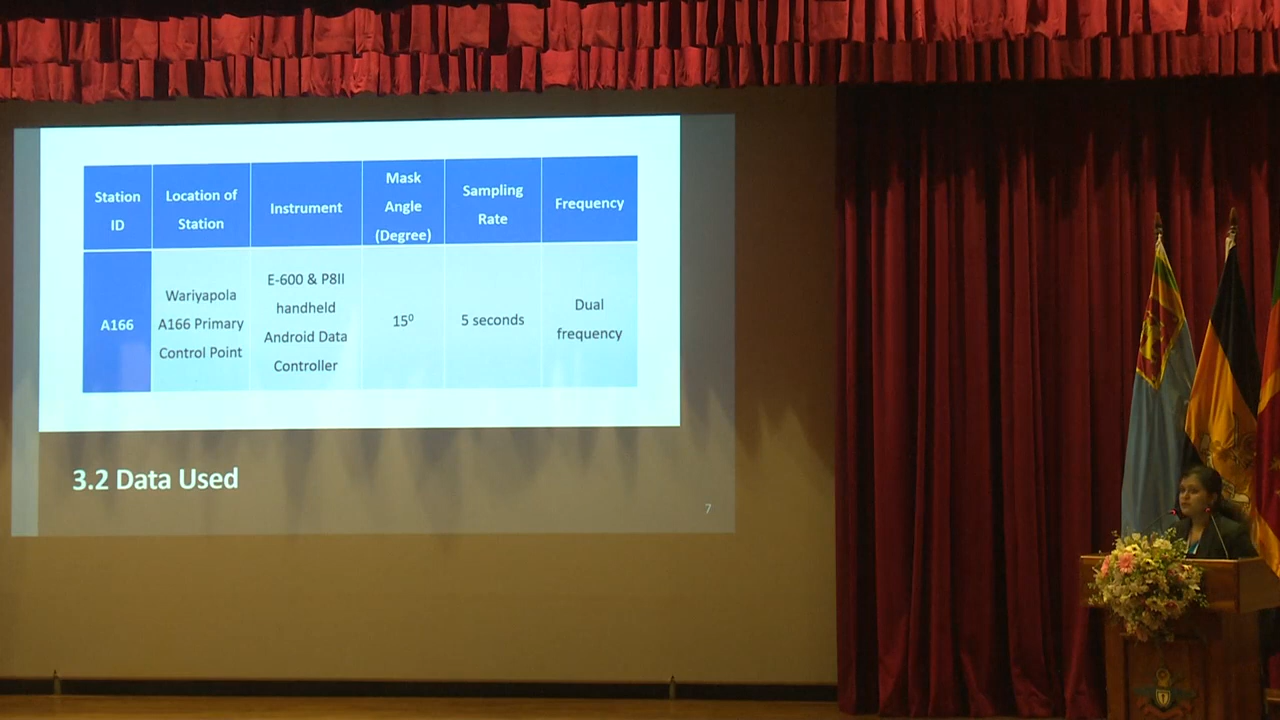 Station
ID
Location of
Station
Instrument
Mask
Angle
(Degree)
Sampling
Rate
Frequency
A166
Wariyapola
A166 Primary
Control Point
E-600 & P8II
handheld
Android Data
Controller
15⁰
5 seconds
Dual
frequency
3.2 Data Used
7